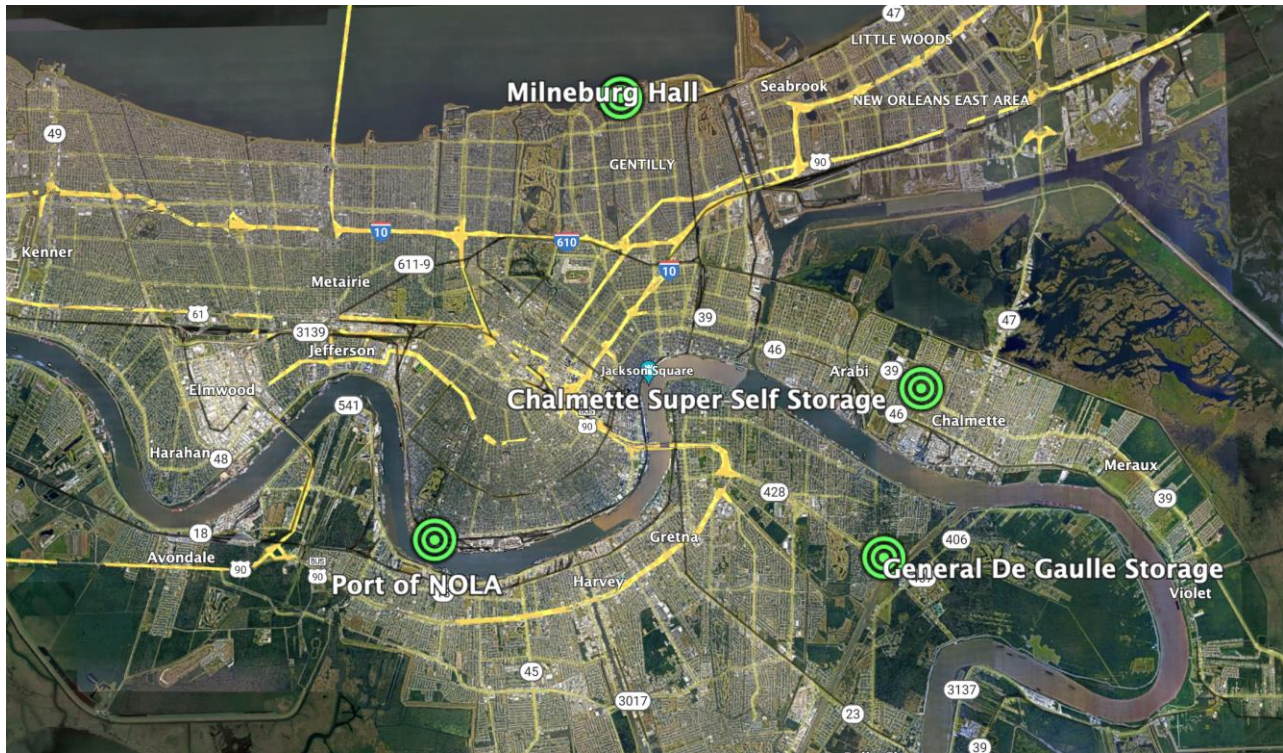 47
LITTLE WOODS
Milneburg Hall
Seabrook
NEW ORLEANS EAST AREA
49
GENTILLY
90
10
610
Kenner
611-9
10
Metairie
61
39
47
3139
Jefferson
46
Jackson Square
Arabi
39
Elmwood
Chalmette Super Self Storage
541
46
BUS
90
Chalmette
Harahan
48
Meraux
428
39
18
Gretna
Avondale
406
90
BUS
90
Port of NOLA
Harvey
General De Gaulle Storage
Violet
45
3137
3017
23
39